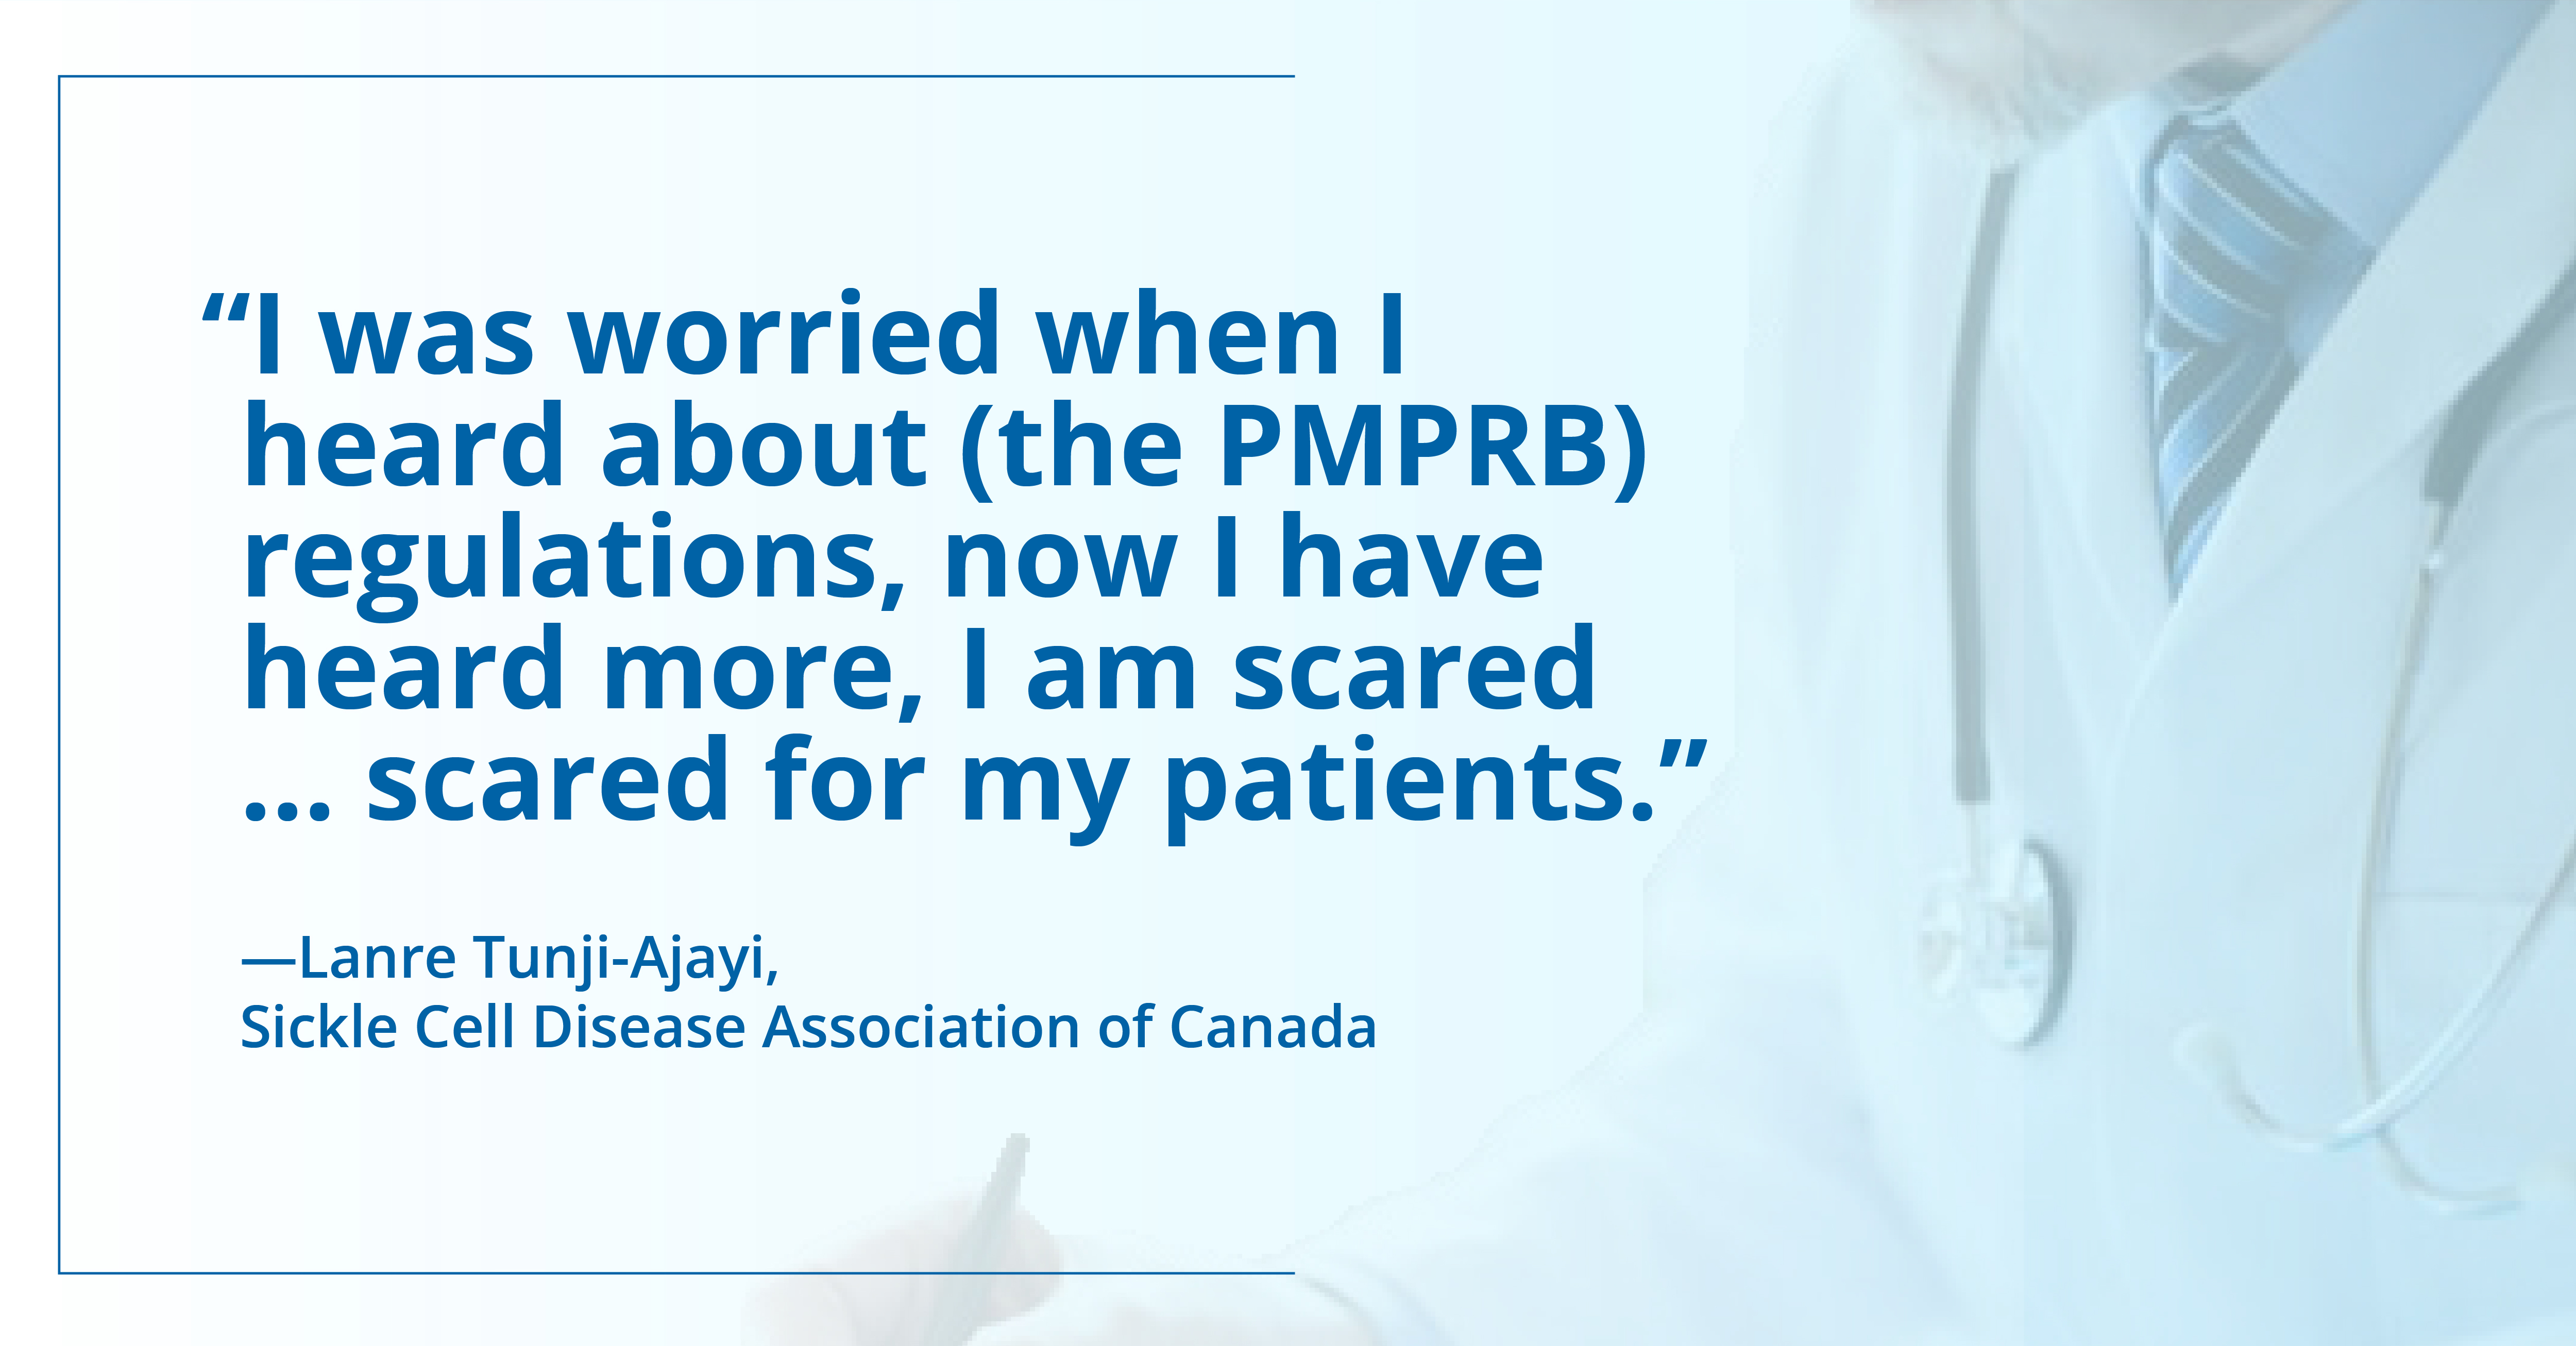 “I was worried when I
heard about (the PMPRB)
regulations, now I have
heard more, I am scared
... scared for my patients.”
—Lanre Tunji-Ajayi,
Sickle Cell Disease Association of Canada